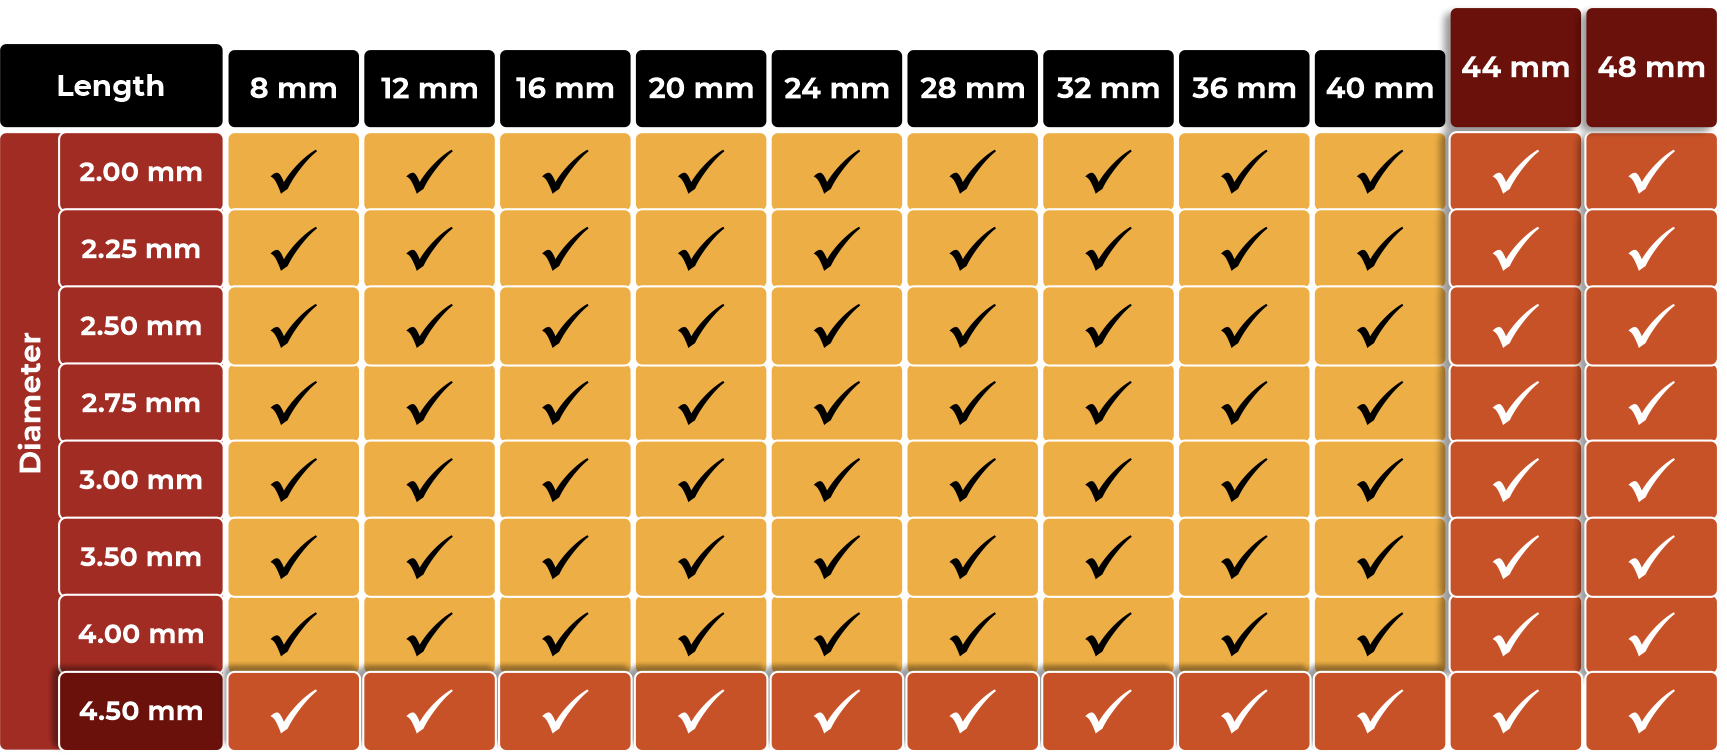 Length 8 mm 12 mm 16 mm 20 mm 24 mm 28 mm 32 mm 36 mm 40 mm 44 mm 48 mm
Diameter
2.00 mm ✓ ✓ ✓ ✓ ✓ ✓ ✓ ✓ ✓ ✓ ✓
2.25 mm ✓ ✓ ✓ ✓ ✓ ✓ ✓ ✓ ✓ ✓ ✓
2.50 mm ✓ ✓ ✓ ✓ ✓ ✓ ✓ ✓ ✓ ✓ ✓
2.75 mm ✓ ✓ ✓ ✓ ✓ ✓ ✓ ✓ ✓ ✓ ✓
3.00 mm ✓ ✓ ✓ ✓ ✓ ✓ ✓ ✓ ✓ ✓ ✓
3.50 mm ✓ ✓ ✓ ✓ ✓ ✓ ✓ ✓ ✓ ✓ ✓
4.00 mm ✓ ✓ ✓ ✓ ✓ ✓ ✓ ✓ ✓ ✓ ✓
4.50 mm ✓ ✓ ✓ ✓ ✓ ✓ ✓ ✓ ✓ ✓ ✓